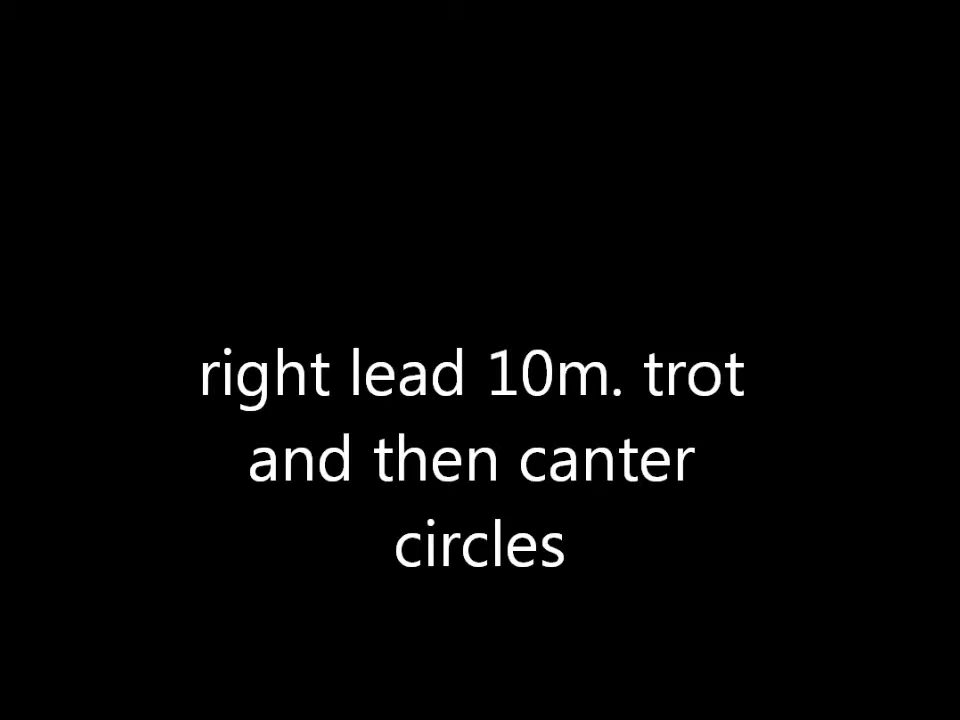 right lead 10m. trot
and then canter
circles